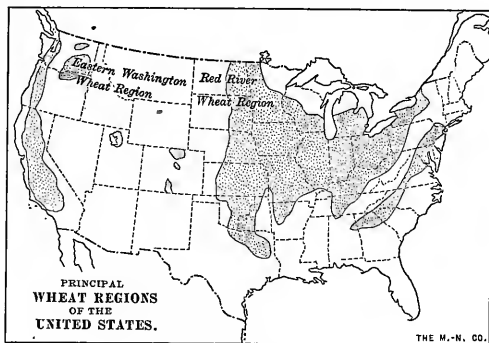 Eastern Washington
Wheat Region
Red River
Wheat Region
PRINCIPAL
WHEAT REGIONS
OF THE
UNITED STATES.
THE M.-N. CO.